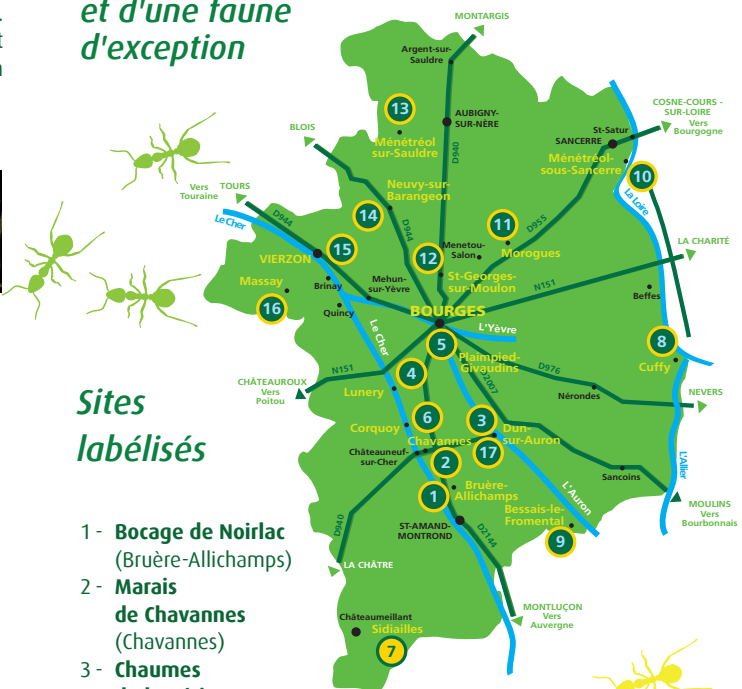 et d'une faune
d'exception
MONTARGIS
Argent-sur-
Sauldre
13
AUBIGNY-
SUR-NÈRE
COSNE-COURS -
SUR-LOIRE
Vers
Bourgogne
BLOIS
Ménétréol
sur-Sauldre
D940
St-Satur
SANCERRE
Ménétréol-
sous-Sancerre
10
Vers
Touraine
TOURS
Neuvy-sur-
Barangeon
La Loire
Le Cher
D944
14
D944
11
D955
15
VIERZON
12
Menetou-
Salon
Morogues
LA CHARITÉ
Massay
Brinay
Mehun-
sur-Yèvre
St-Georges-
sur-Moulon
N151
Beffes
16
Quincy
BOURGES
Le Cher
L'Yèvre
5
8
Plaimpied-
Givaudins
Cuffy
N151
4
D2007
D976
CHÂTEAUROUX
Vers
Poitou
Lunery
Nérondes
NEVERS
Sites
labélisés
6
3
Corquoy
Chavannes
Dun-
sur-Auron
Châteauneuf-
sur-Cher
2
17
L'Allier
Sancoins
Bruère-
Allichamps
1
L'Auron
MOULINS
Vers
Bourbonnais
Bessais-le-
Fromental
D940
ST-AMAND-
MONTROND
D2144
9
LA CHÂTRE
MONTLUÇON
Vers
Auvergne
Châteaumeillant
Sidiailles
7
1 - Bocage de Noirlac
(Bruère-Allichamps)
2 - Marais
de Chavannes
(Chavannes)
3 - Chaumes